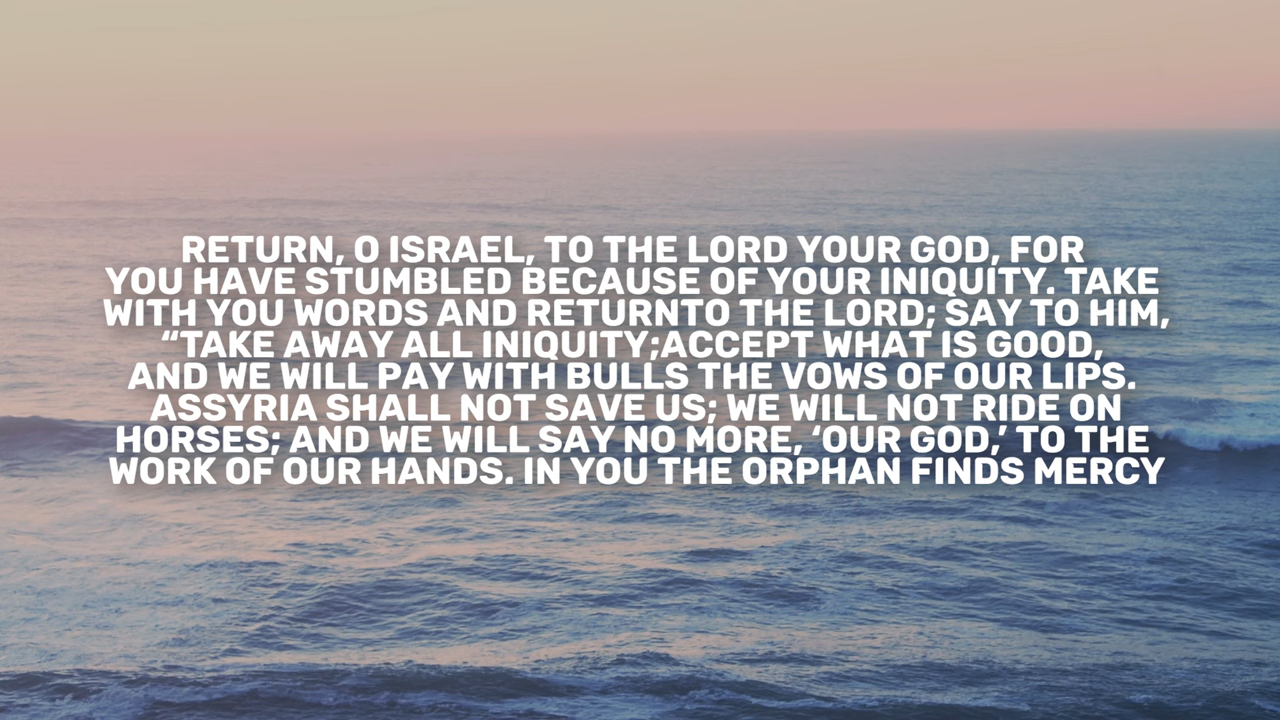 RETURN, O ISRAEL, TO THE LORD YOUR GOD, FOR
YOU HAVE STUMBLED BECAUSE OF YOUR INIQUITY. TAKE
WITH YOU WORDS AND RETURNTO THE LORD; SAY TO HIM,
“TAKE AWAY ALL INIQUITY;ACCEPT WHAT IS GOOD,
AND WE WILL PAY WITH BULLS THE VOWS OF OUR LIPS.
ASSYRIA SHALL NOT SAVE US; WE WILL NOT RIDE ON
HORSES; AND WE WILL SAY NO MORE, ‘OUR GOD,’ TO THE
WORK OF OUR HANDS. IN YOU THE ORPHAN FINDS MERCY